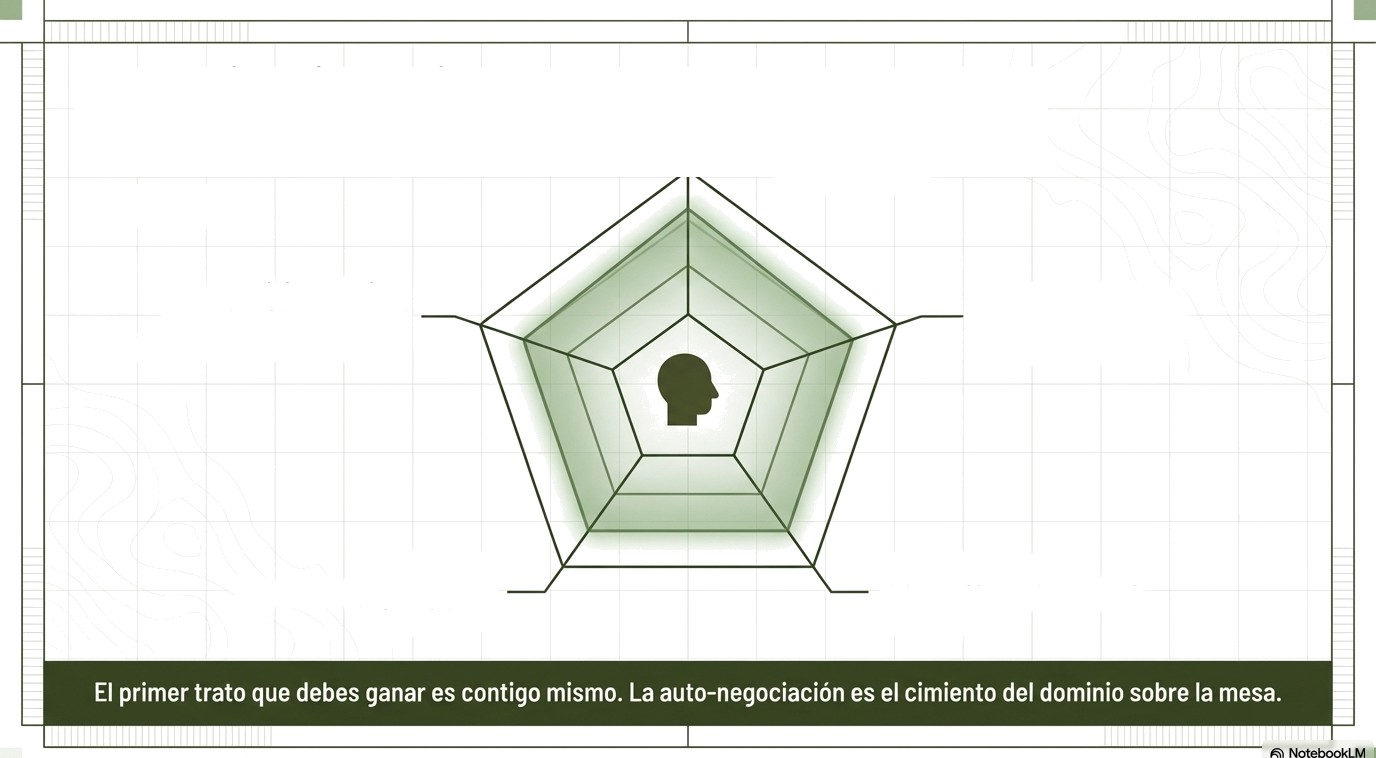 El primer trato que debes ganar es contigo mismo. La auto-negociación es el cimiento del dominio sobre la mesa.
NotebookLM